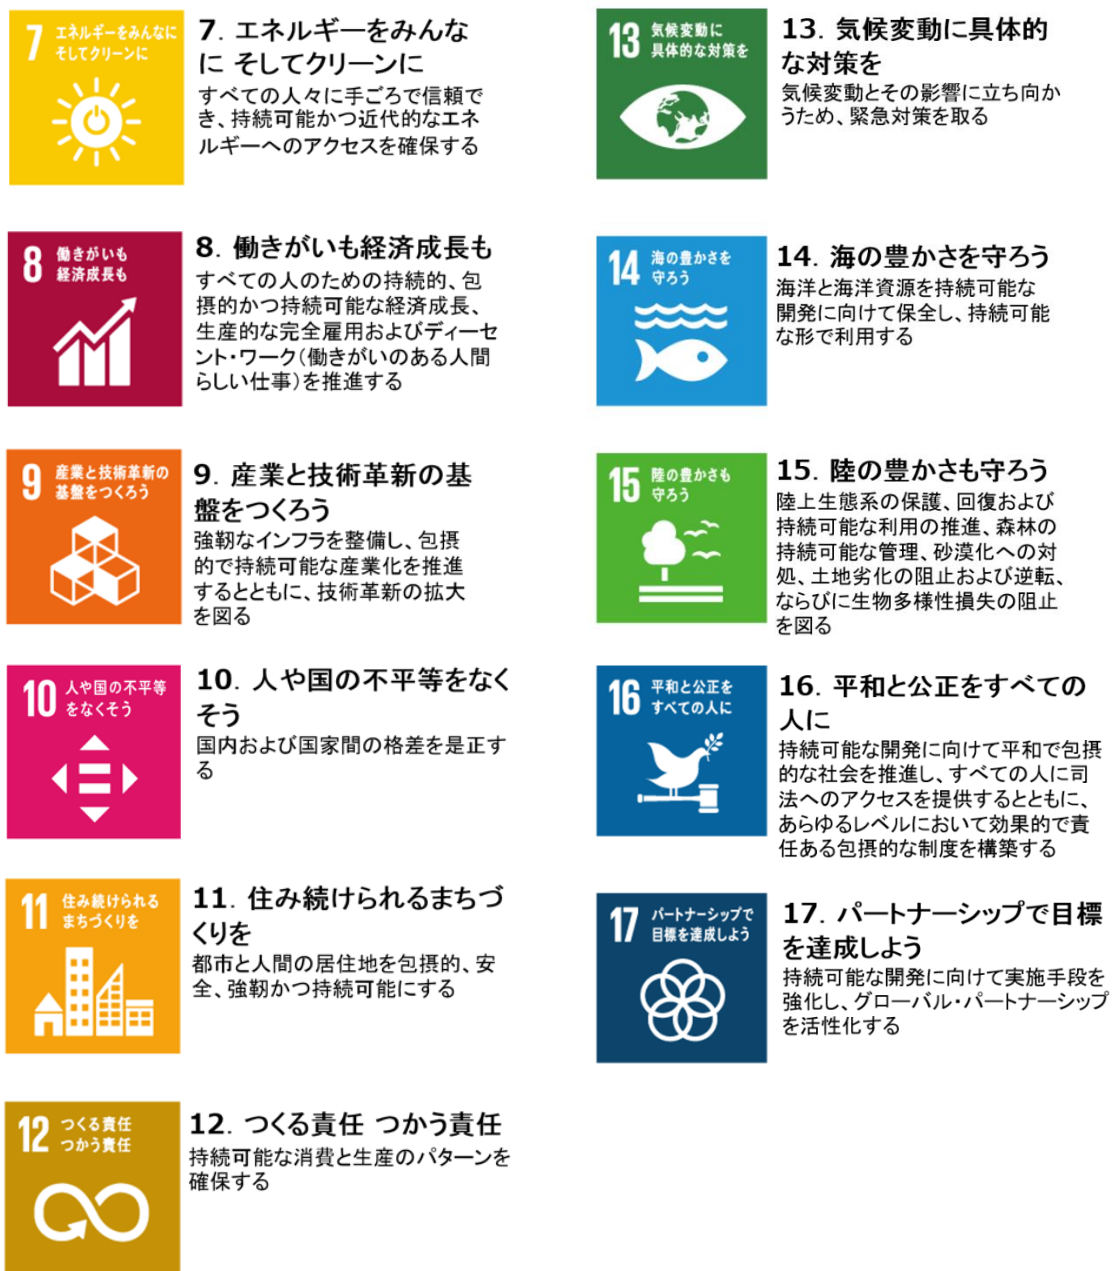 7 エネルギーをみんなに
そしてクリーンに
7. エネルギーをみんな
に そしてクリーンに
すべての人々に手ごろで信頼で
き、持続可能かつ近代的なエネ
ルギーへのアクセスを確保する
8 働きがいも
経済成長も
8. 働きがいも経済成長も
すべての人のための持続的、包
摂的かつ持続可能な経済成長、
生産的な完全雇用およびディーセ
ント・ワーク（働きがいのある人間
らしい仕事）を推進する
9 産業と技術革新の
基盤をつくろう
9. 産業と技術革新の基
盤をつくろう
強靭なインフラを整備し、包摂
的で持続可能な産業化を推進
するとともに、技術革新の拡大
を図る
10 人や国の不平等
をなくそう
10. 人や国の不平等をなく
そう
国内および国家間の格差を是正す
る
11 住み続けられる
まちづくりを
11. 住み続けられるまちづ
くりを
都市と人間の居住地を包摂的、安
全、強靭かつ持続可能にする
12 つくる責任
つかう責任
12. つくる責任 つかう責任
持続可能な消費と生産のパターンを
確保する
13 気候変動に
具体的な対策を
13. 気候変動に具体的
な対策を
気候変動とその影響に立ち向か
うため、緊急対策を取る
14 海の豊かさを
守ろう
14. 海の豊かさを守ろう
海洋と海洋資源を持続可能な
開発に向けて保全し、持続可能
な形で利用する
15 陸の豊かさも
守ろう
15. 陸の豊かさも守ろう
陸上生態系の保護、回復および
持続可能な利用の推進、森林の
持続可能な管理、砂漠化への対
処、土地劣化の阻止および逆転、
ならびに生物多様性損失の阻止
を図る
16 平和と公正を
すべての人に
16. 平和と公正をすべての
人に
持続可能な開発に向けて平和で包摂
的な社会を推進し、すべての人に司
法へのアクセスを提供するとともに、
あらゆるレベルにおいて効果的で責
任ある包摂的な制度を構築する
17 パートナーシップで
目標を達成しよう
17. パートナーシップで目標
を達成しよう
持続可能な開発に向けて実施手段を
強化し、グローバル・パートナーシップ
を活性化する